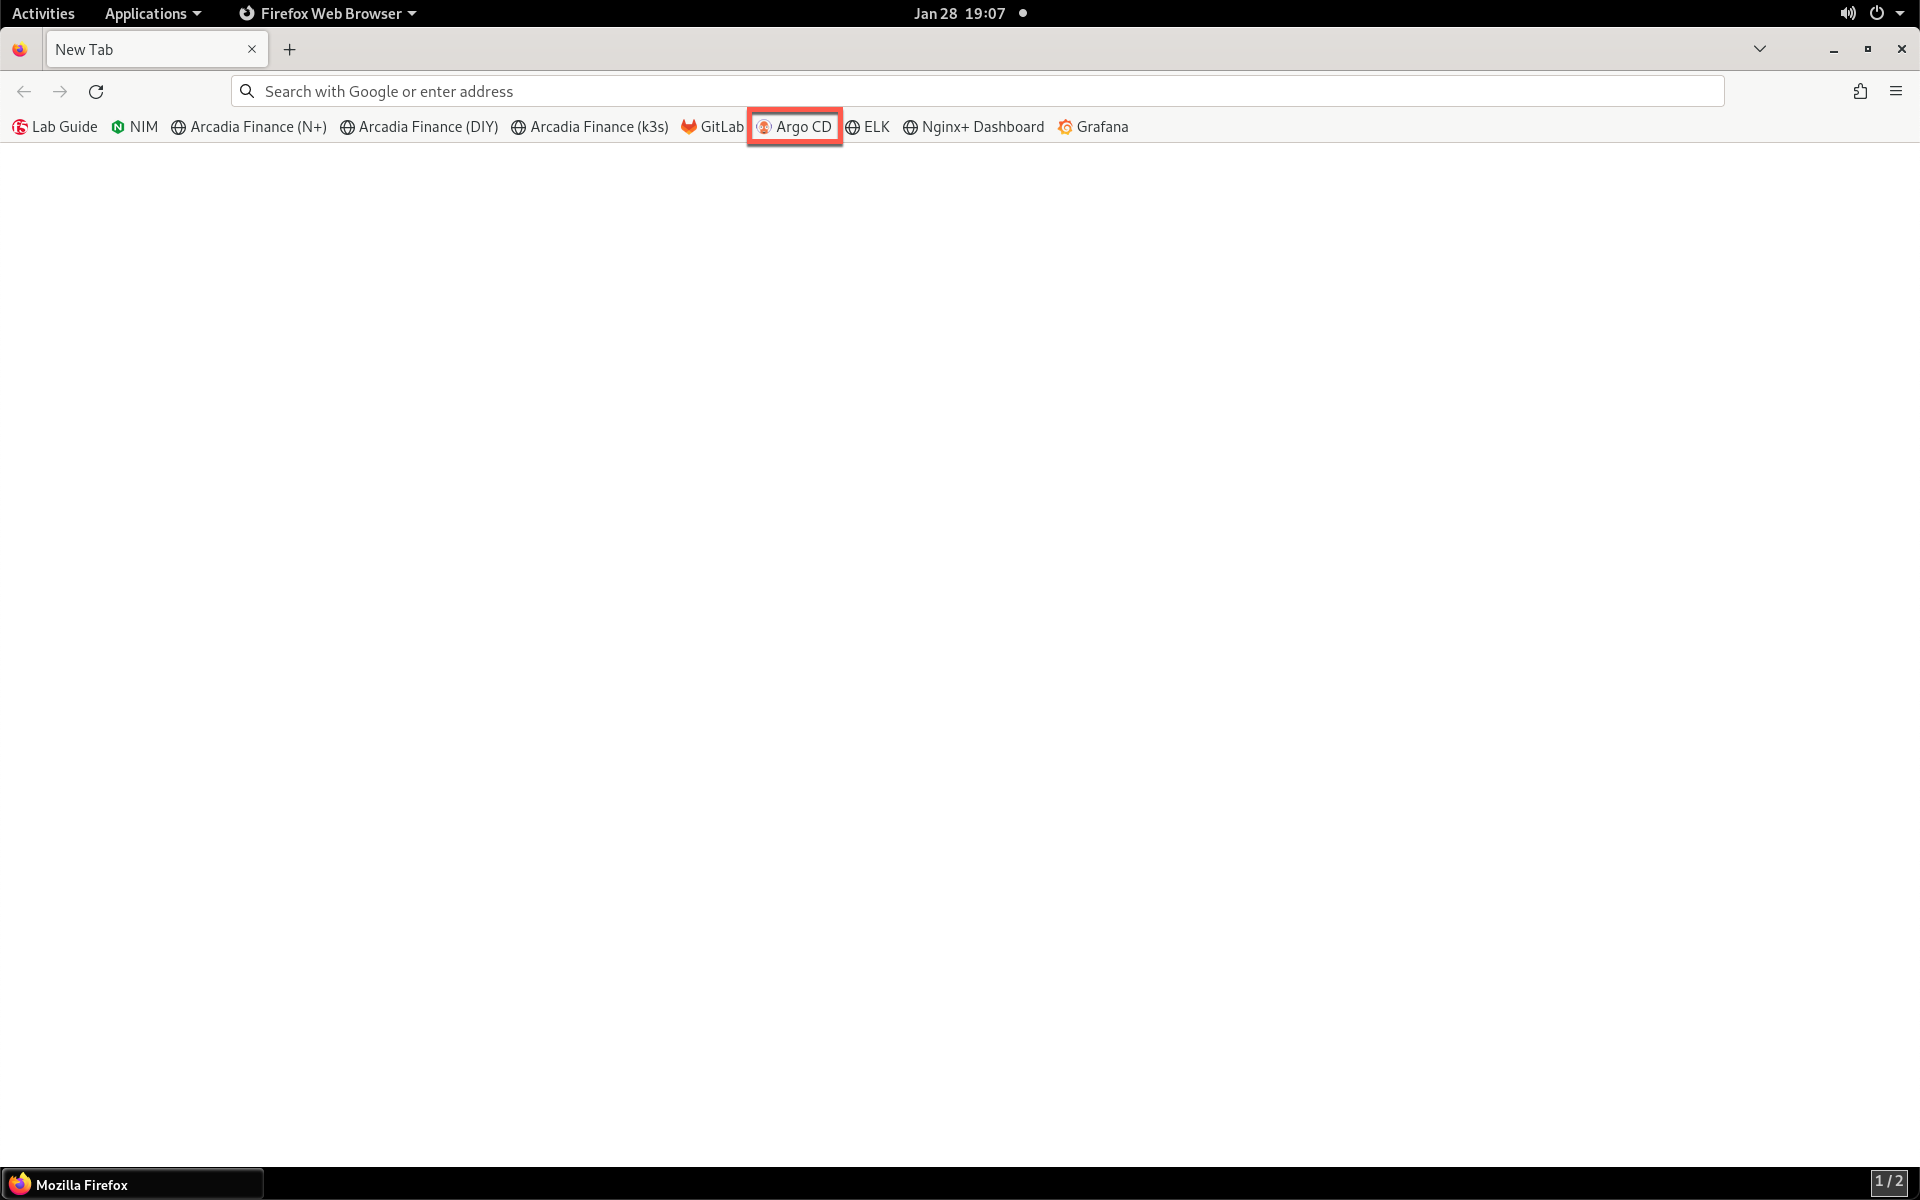 Activities Applications Firefox Web Browser Jan 28 19:07
New Tab
Search with Google or enter address
Lab Guide NIM Arcadia Finance (N+) Arcadia Finance (DIY) Arcadia Finance (k3s) GitLab Argo CD ELK Nginx+ Dashboard Grafana
Mozilla Firefox 1 / 2